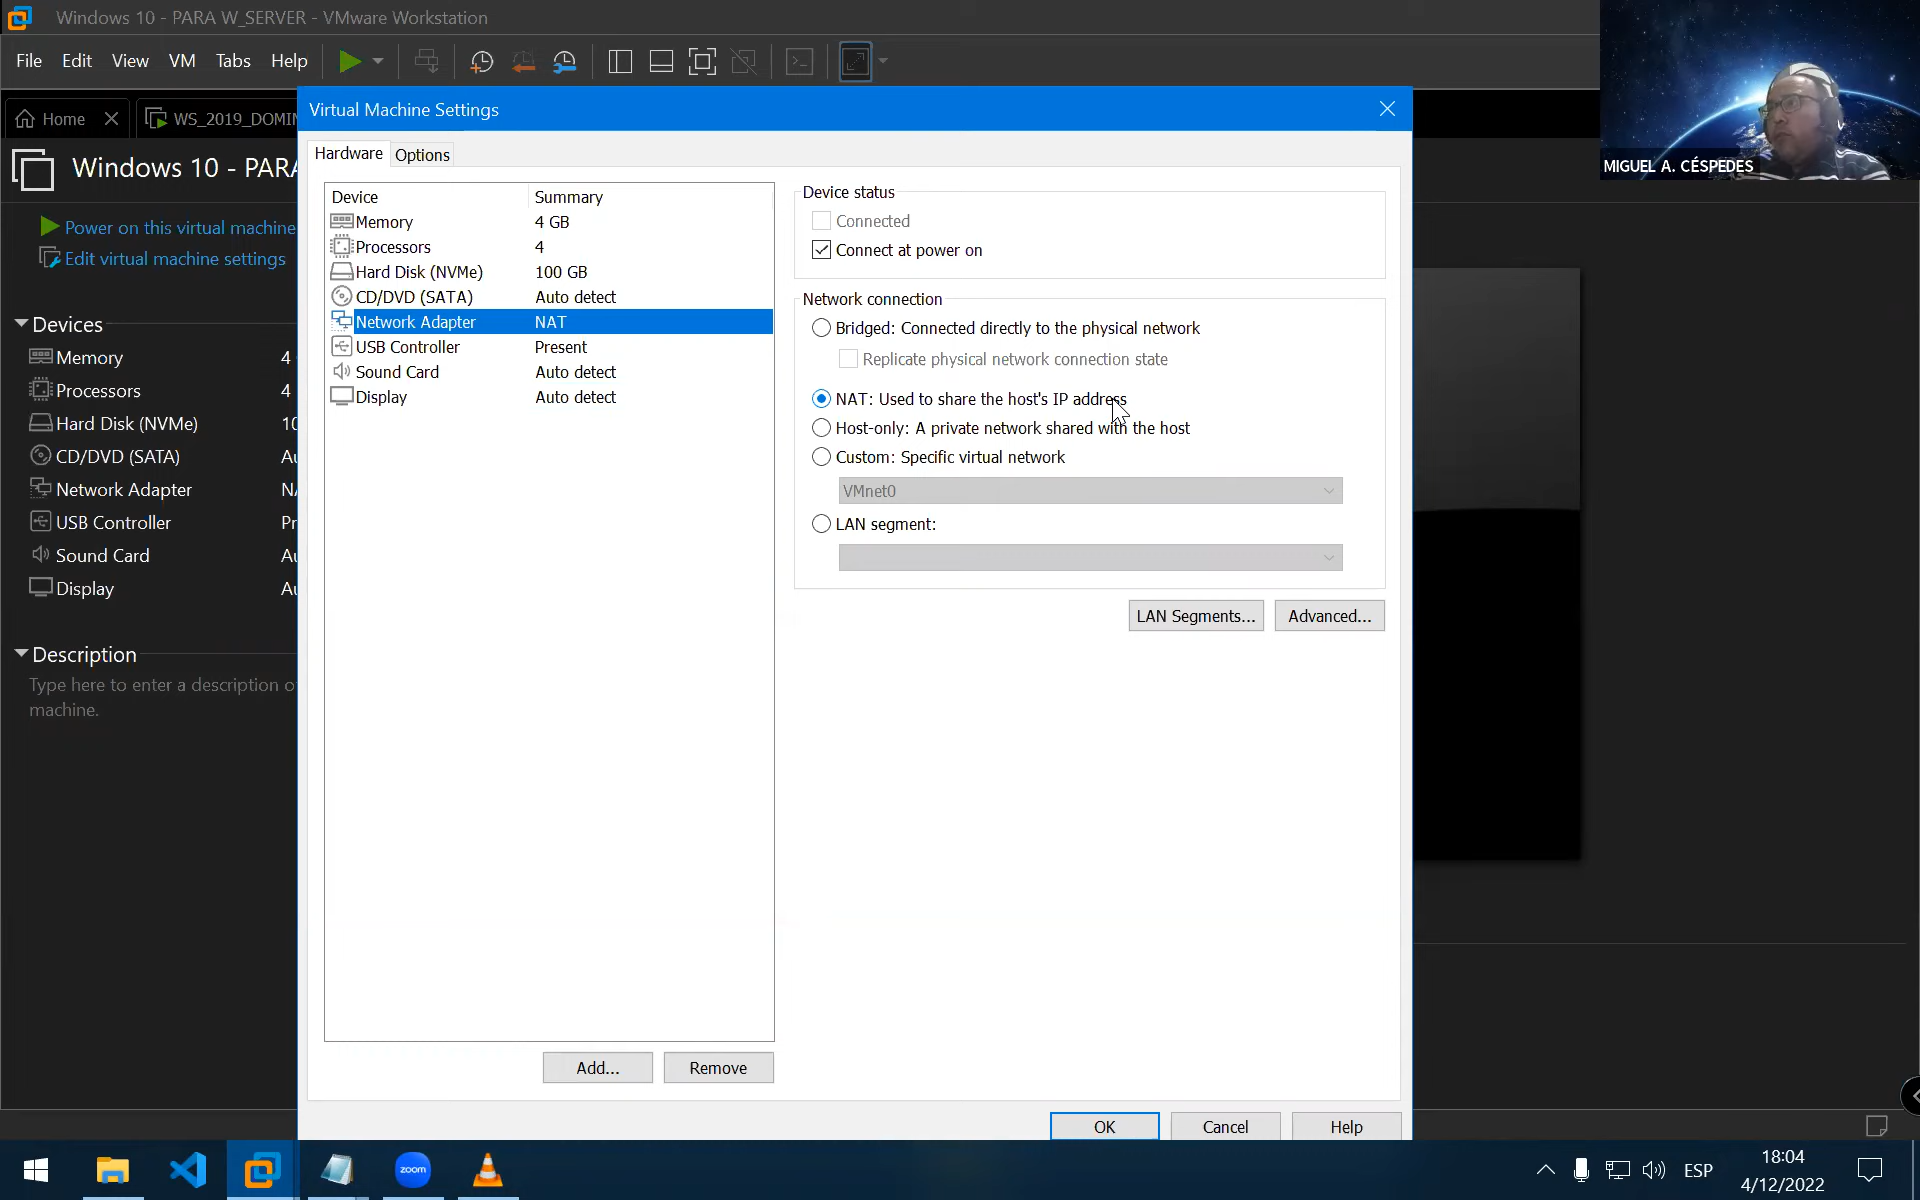 Windows 10 - PARA W_SERVER - VMware Workstation
File Edit View VM Tabs Help
Home WS_2019_DOMIN
Windows 10 - PARA
Power on this virtual machine
Edit virtual machine settings
Devices
Memory 4
Processors 4
Hard Disk (NVMe) 10
CD/DVD (SATA) Au
Network Adapter NA
USB Controller Pr
Sound Card Au
Display Au
Description
Type here to enter a description of
machine.
Virtual Machine Settings
Hardware Options
Device Summary
Memory 4 GB
Processors 4
Hard Disk (NVMe) 100 GB
CD/DVD (SATA) Auto detect
Network Adapter NAT
USB Controller Present
Sound Card Auto detect
Display Auto detect
Add... Remove
Device status
Connected
Connect at power on
Network connection
Bridged: Connected directly to the physical network
Replicate physical network connection state
NAT: Used to share the host's IP address
Host-only: A private network shared with the host
Custom: Specific virtual network
VMnet0
LAN segment:
LAN Segments... Advanced...
OK Cancel Help
MIGUEL A. CÉSPEDES
zoom
ESP
18:04
4/12/2022